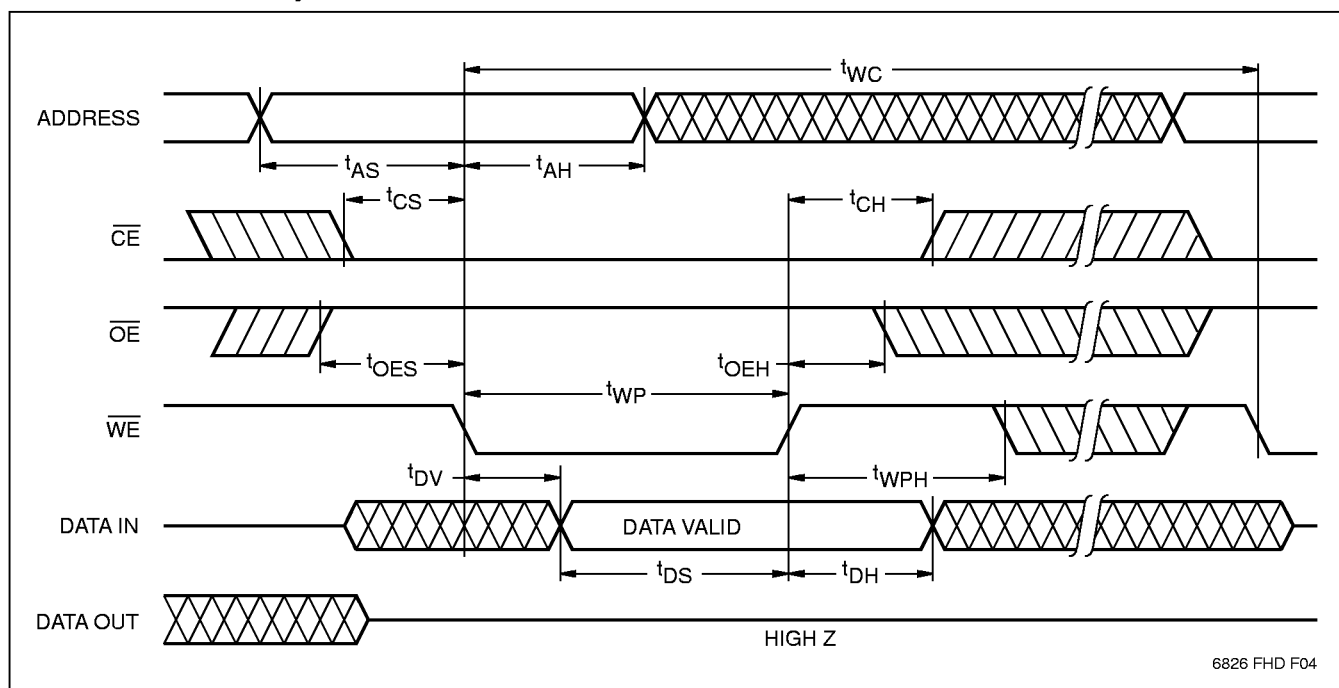 tWC
ADDRESS
tAS
tAH
tCS
tCH
CE
OE
tOES
tOEH
tWP
WE
tDV
tWPH
DATA IN
DATA VALID
tDS
tDH
DATA OUT
HIGH Z
6826 FHD F04